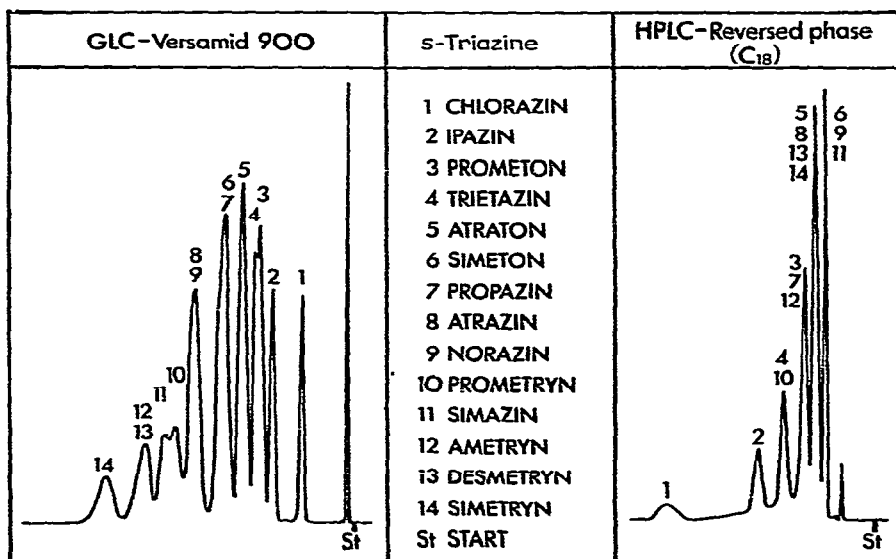 GLC-Versamid 900
s-Triazine
HPLC-Reversed phase
(C18)
1 CHLORAZIN
2 IPAZIN
3 PROMETON
4 TRIETAZIN
5 ATRATON
6 SIMETON
7 PROPAZIN
8 ATRAZIN
9 NORAZIN
10 PROMETRYN
11 SIMAZIN
12 AMETRYN
13 DESMETRYN
14 SIMETRYN
St START
14
12
13
11
10
8
9
6
7
5
3
4
2
1
St
1
2
4
10
3
7
12
5
8
13
14
6
9
11
St